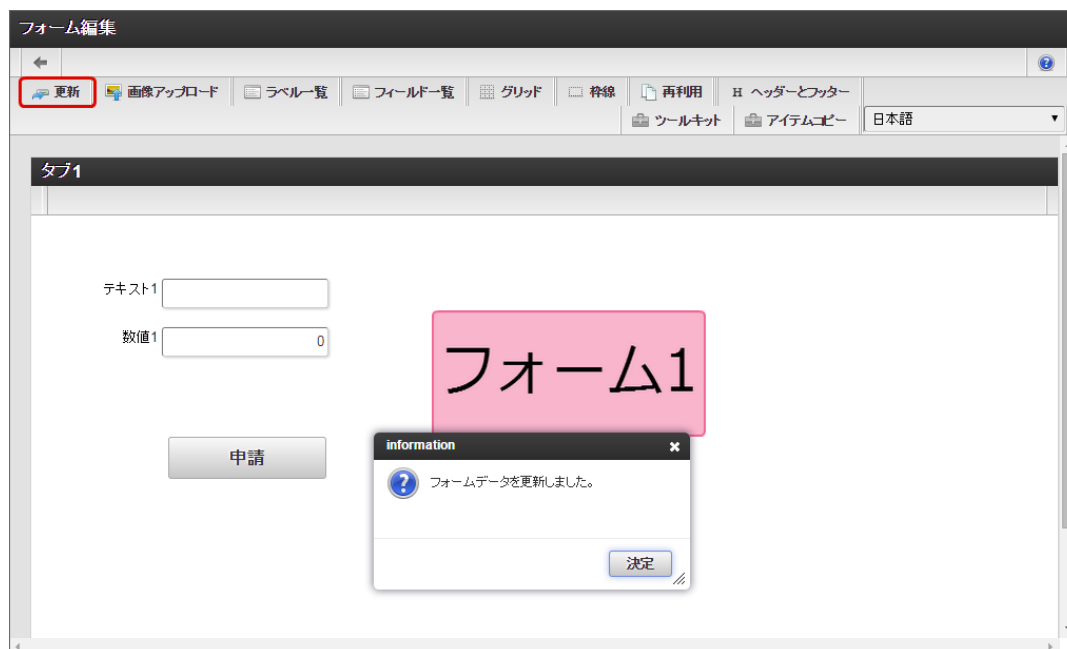 フォーム編集
更新 画像アップロード ラベル一覧 フィールド一覧 グリッド 枠線 再利用 H ヘッダーとフッター
ツールキット アイテムコピー 日本語
タブ1
テキスト1
数値1 0
フォーム1
申請
information
フォームデータを更新しました。
決定